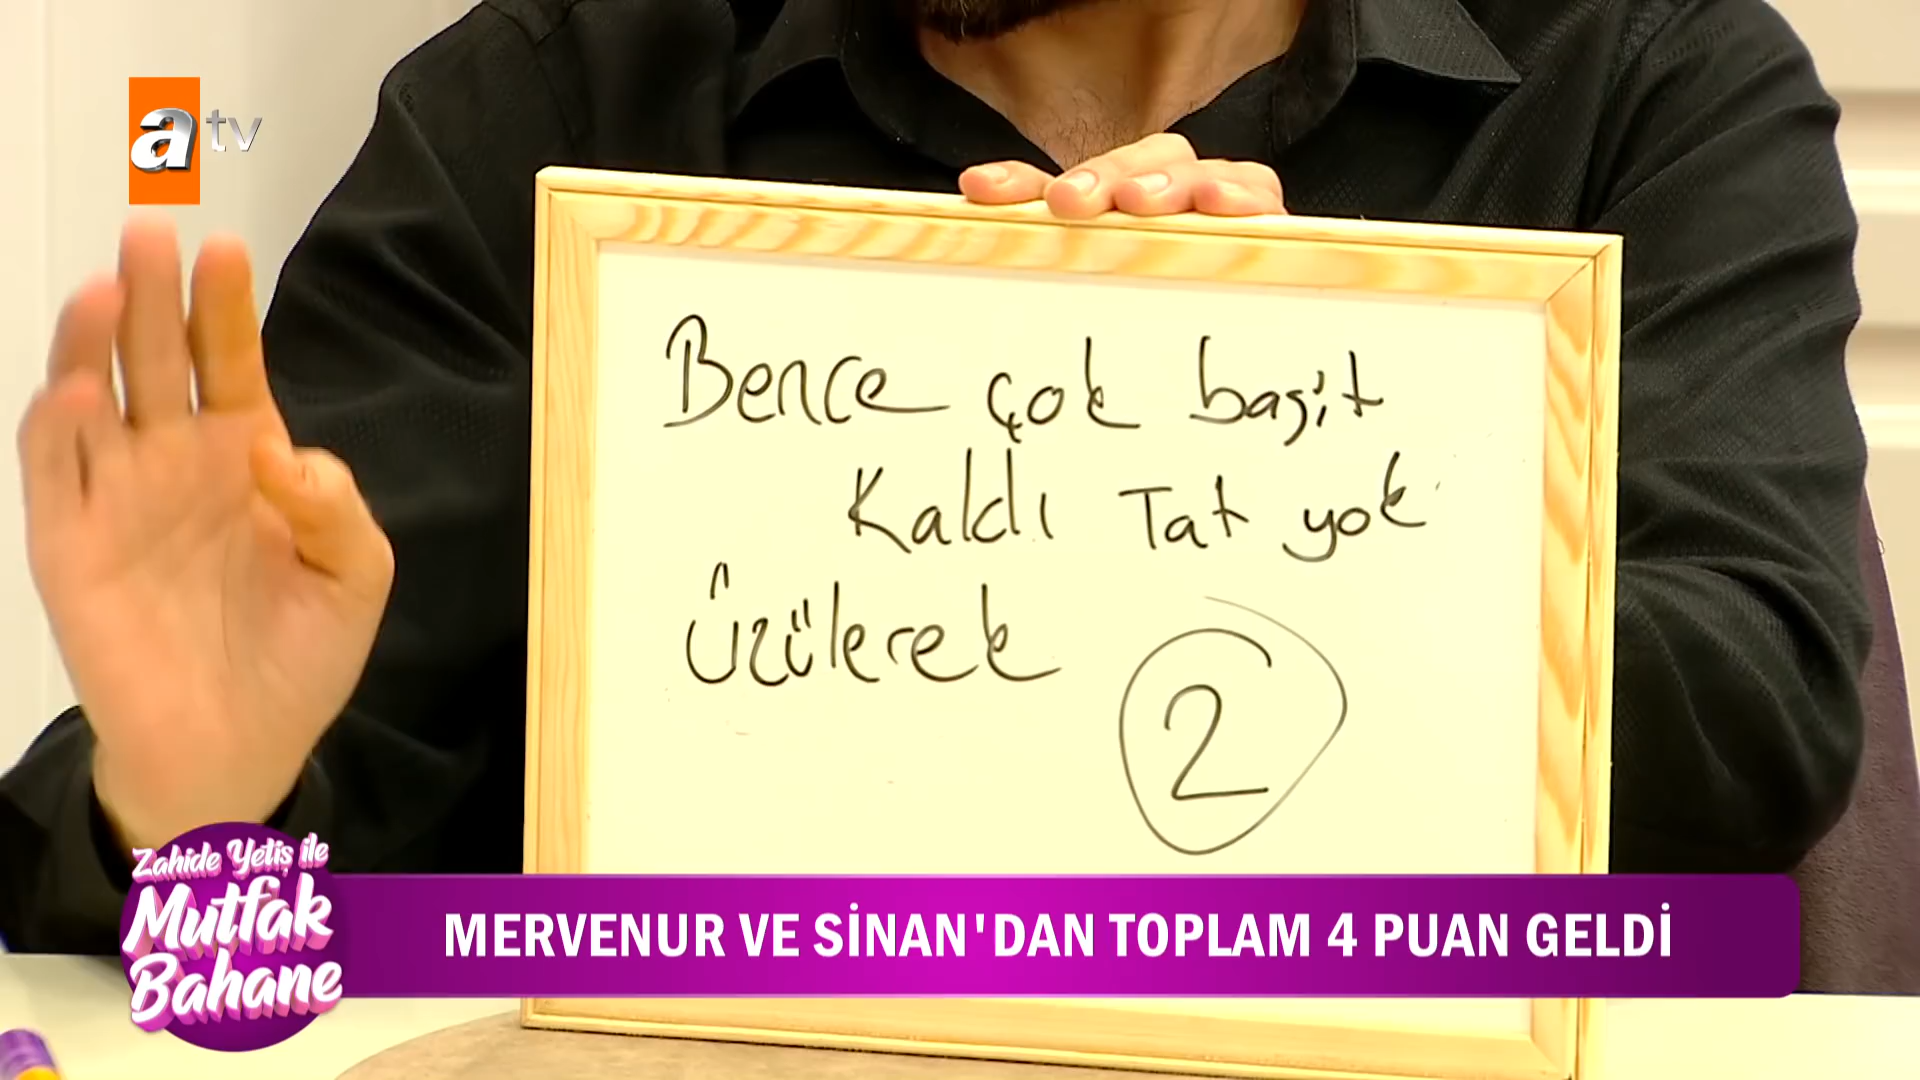 atv
Bence çok basit
Kaldı Tat yok
Üzülerek
2
Zahide Yetiş ile
Mutfak
Bahane
MERVENUR VE SİNAN'DAN TOPLAM 4 PUAN GELDİ